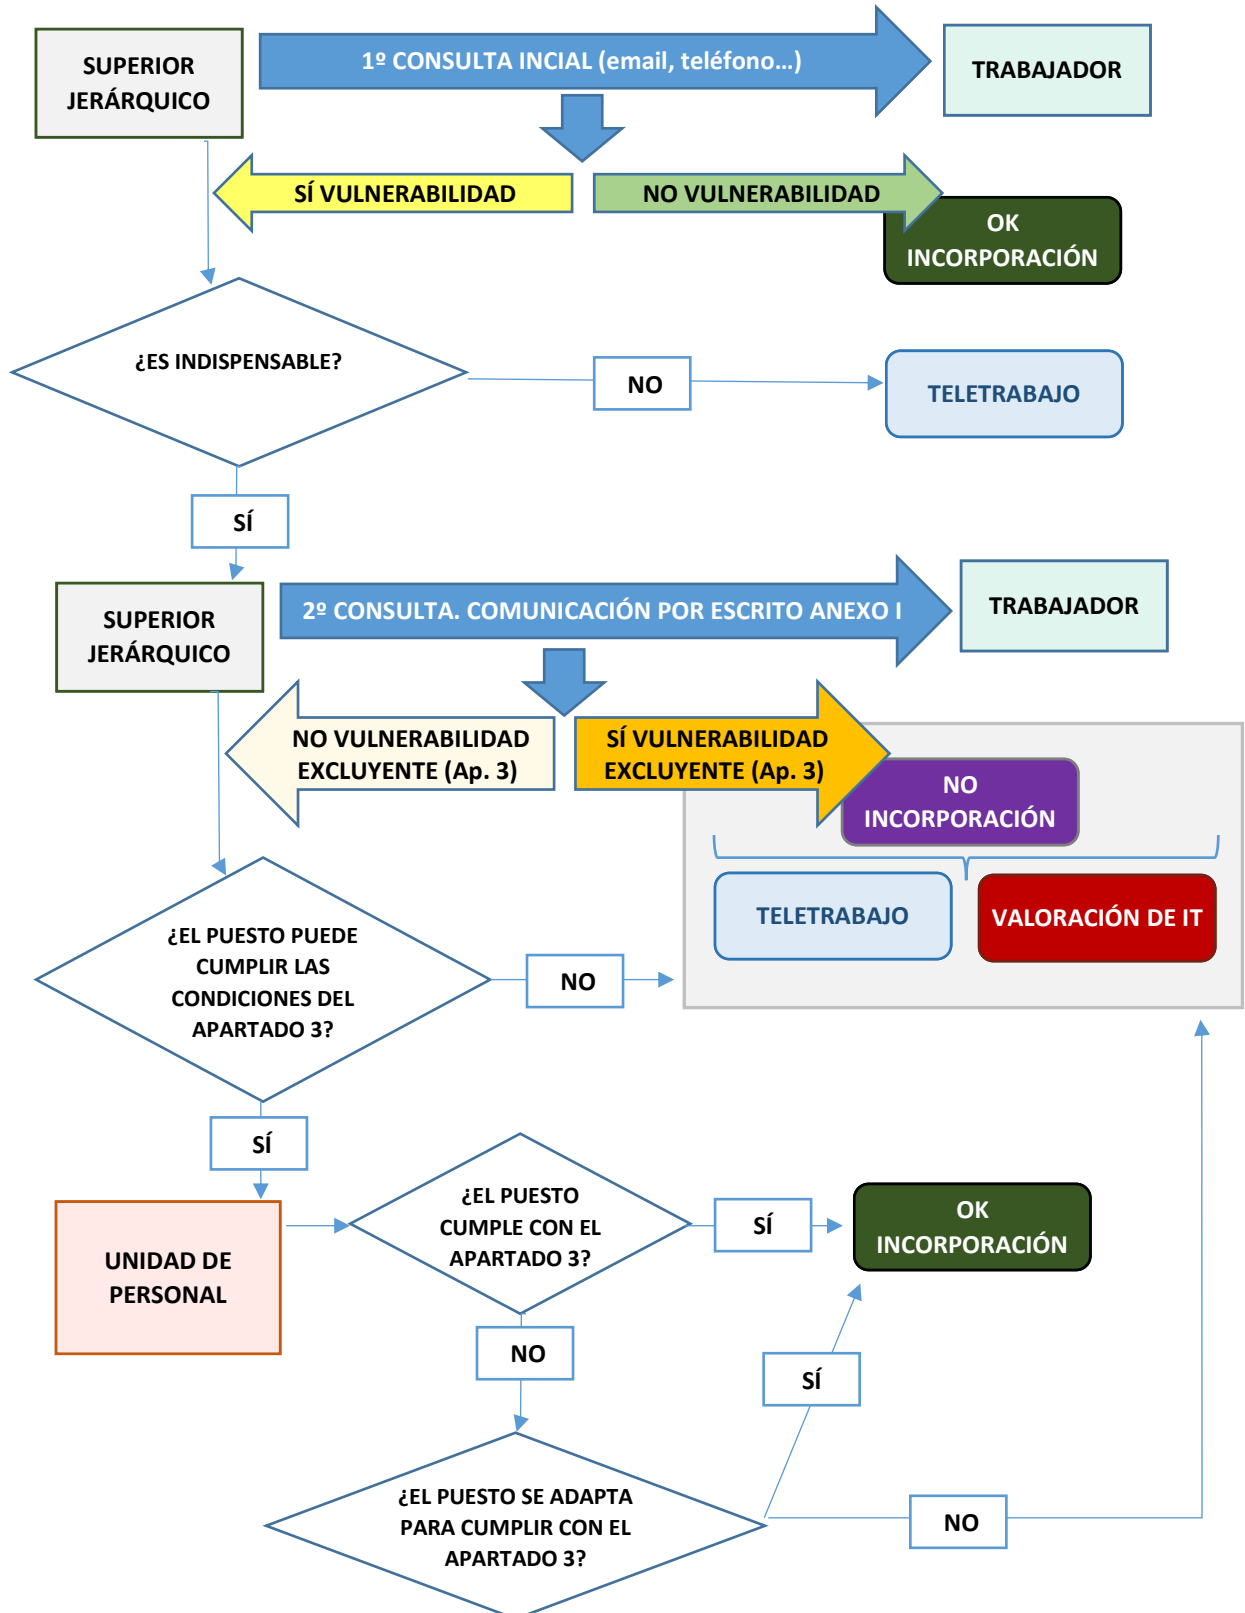 SUPERIOR
JERÁRQUICO
1º CONSULTA INCIAL (email, teléfono…)
TRABAJADOR
SÍ VULNERABILIDAD
NO VULNERABILIDAD
OK
INCORPORACIÓN
¿ES INDISPENSABLE?
NO
TELETRABAJO
SÍ
SUPERIOR
JERÁRQUICO
2º CONSULTA. COMUNICACIÓN POR ESCRITO ANEXO I
TRABAJADOR
NO VULNERABILIDAD
EXCLUYENTE (Ap. 3)
SÍ VULNERABILIDAD
EXCLUYENTE (Ap. 3)
NO
INCORPORACIÓN
TELETRABAJO
VALORACIÓN DE IT
¿EL PUESTO PUEDE
CUMPLIR LAS
CONDICIONES DEL
APARTADO 3?
NO
SÍ
UNIDAD DE
PERSONAL
¿EL PUESTO
CUMPLE CON EL
APARTADO 3?
SÍ
OK
INCORPORACIÓN
NO
SÍ
¿EL PUESTO SE ADAPTA
PARA CUMPLIR CON EL
APARTADO 3?
NO